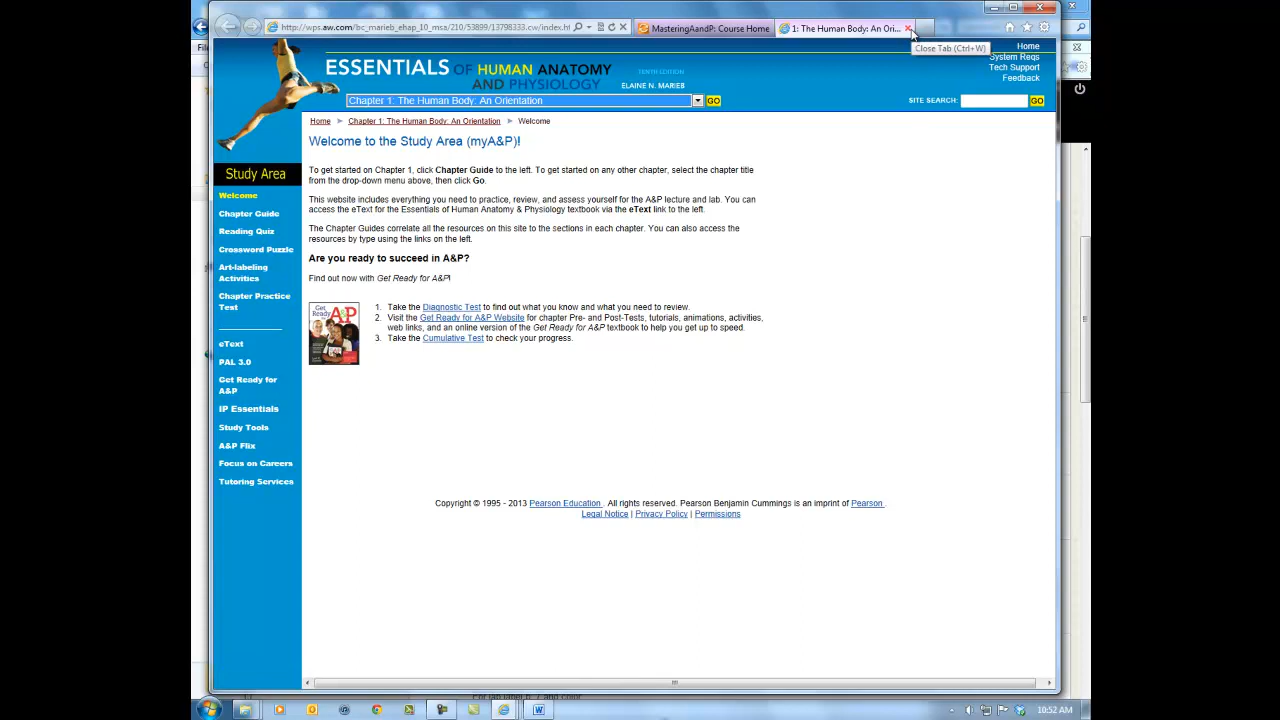 http://wps.aw.com/bc_marieb_ehap_10_msa/210/53899/13798333.cw/index.ht
MasteringAandP: Course Home
1: The Human Body: An Ori...
Close Tab (Ctrl+W)
Fil
Home
System Reqs
Tech Support
Feedback
ESSENTIALS OF HUMAN ANATOMY
AND PHYSIOLOGY
TENTH EDITION
ELAINE N. MARIEB
Chapter 1: The Human Body: An Orientation
GO
SITE SEARCH:
GO
Home
Chapter 1: The Human Body: An Orientation
Welcome
Study Area
Welcome
Chapter Guide
Reading Quiz
Crossword Puzzle
Art-labeling
Activities
Chapter Practice
Test
eText
PAL 3.0
Get Ready for
A&P
IP Essentials
Study Tools
A&P Flix
Focus on Careers
Tutoring Services
Welcome to the Study Area (myA&P)!
To get started on Chapter 1, click Chapter Guide to the left. To get started on any other chapter, select the chapter title
from the drop-down menu above, then click Go.
This website includes everything you need to practice, review, and assess yourself for the A&P lecture and lab. You can
access the eText for the Essentials of Human Anatomy & Physiology textbook via the eText link to the left.
The Chapter Guides correlate all the resources on this site to the sections in each chapter. You can also access the
resources by type using the links on the left.
Are you ready to succeed in A&P?
Find out now with Get Ready for A&P!
Get
Ready
A&P
1. Take the Diagnostic Test to find out what you know and what you need to review.
2. Visit the Get Ready for A&P Website for chapter Pre- and Post-Tests, tutorials, animations, activities,
web links, and an online version of the Get Ready for A&P textbook to help you get up to speed.
3. Take the Cumulative Test to check your progress.
Copyright © 1995 - 2013 Pearson Education . All rights reserved. Pearson Benjamin Cummings is an imprint of Pearson .
Legal Notice | Privacy Policy | Permissions
10:52 AM